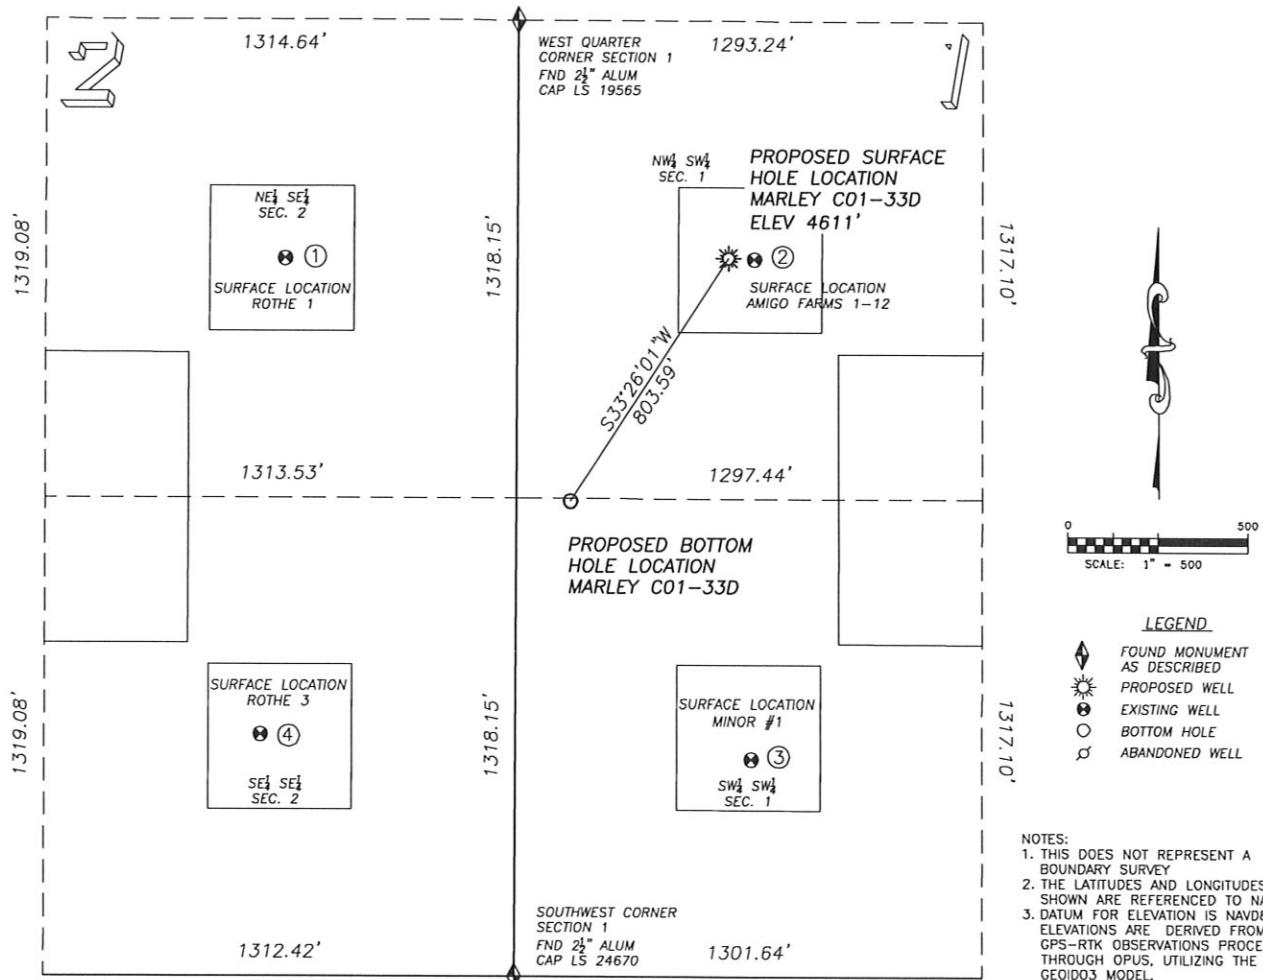 2
1314.64'
WEST QUARTER
CORNER SECTION 1
FND 2½" ALUM
CAP LS 19565
1293.24'
1
NE¼ SE¼
SEC. 2
①
SURFACE LOCATION
ROTHE 1
1319.08'
1318.15'
NW¼ SW¼
SEC. 1
PROPOSED SURFACE
HOLE LOCATION
MARLEY C01-33D
ELEV 4611'
②
SURFACE LOCATION
AMIGO FARMS 1-12
1317.10'
S33°26'01"W
803.59'
1313.53'
1297.44'
PROPOSED BOTTOM
HOLE LOCATION
MARLEY C01-33D
0 500
SCALE: 1" = 500
LEGEND
FOUND MONUMENT
AS DESCRIBED
PROPOSED WELL
EXISTING WELL
BOTTOM HOLE
ABANDONED WELL
1319.08'
SURFACE LOCATION
ROTHE 3
④
SE¼ SE¼
SEC. 2
1318.15'
SURFACE LOCATION
MINOR #1
③
SW¼ SW¼
SEC. 1
1317.10'
1312.42'
SOUTHWEST CORNER
SECTION 1
FND 2½" ALUM
CAP LS 24670
1301.64'
NOTES:
1. THIS DOES NOT REPRESENT A
BOUNDARY SURVEY
2. THE LATITUDES AND LONGITUDES
SHOWN ARE REFERENCED TO
3. DATUM FOR ELEVATION IS
ELEVATIONS ARE DERIVED FROM
GPS-RTK OBSERVATIONS
THROUGH OPUS, UTILIZING THE
GEOID03 MODEL.